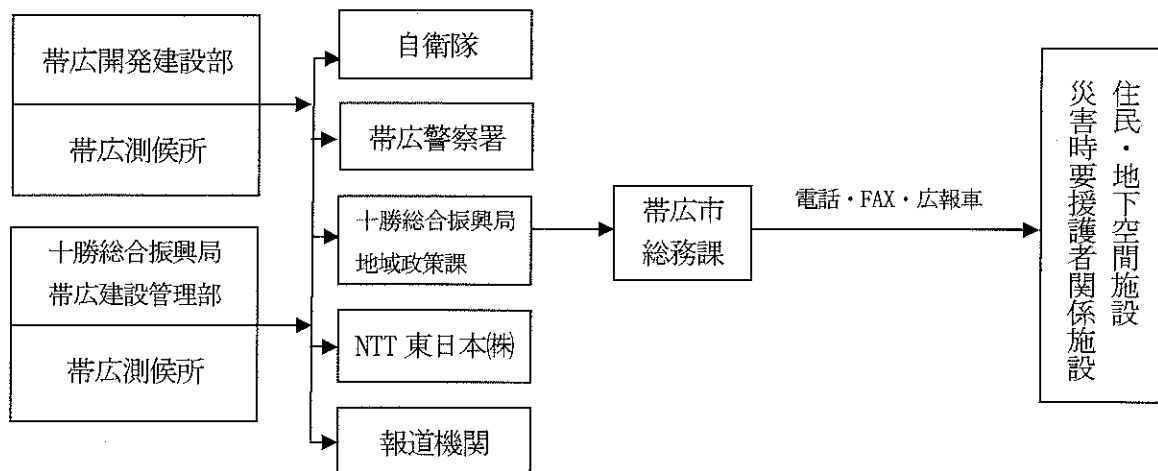 帯広開発建設部
帯広測候所
十勝総合振興局
帯広建設管理部
帯広測候所
自衛隊
帯広警察署
十勝総合振興局
地域政策課
NTT 東日本㈱
報道機関
帯広市
総務課
電話・FAX・広報車
住民・地下空間施設
災害時要援護者関係施設